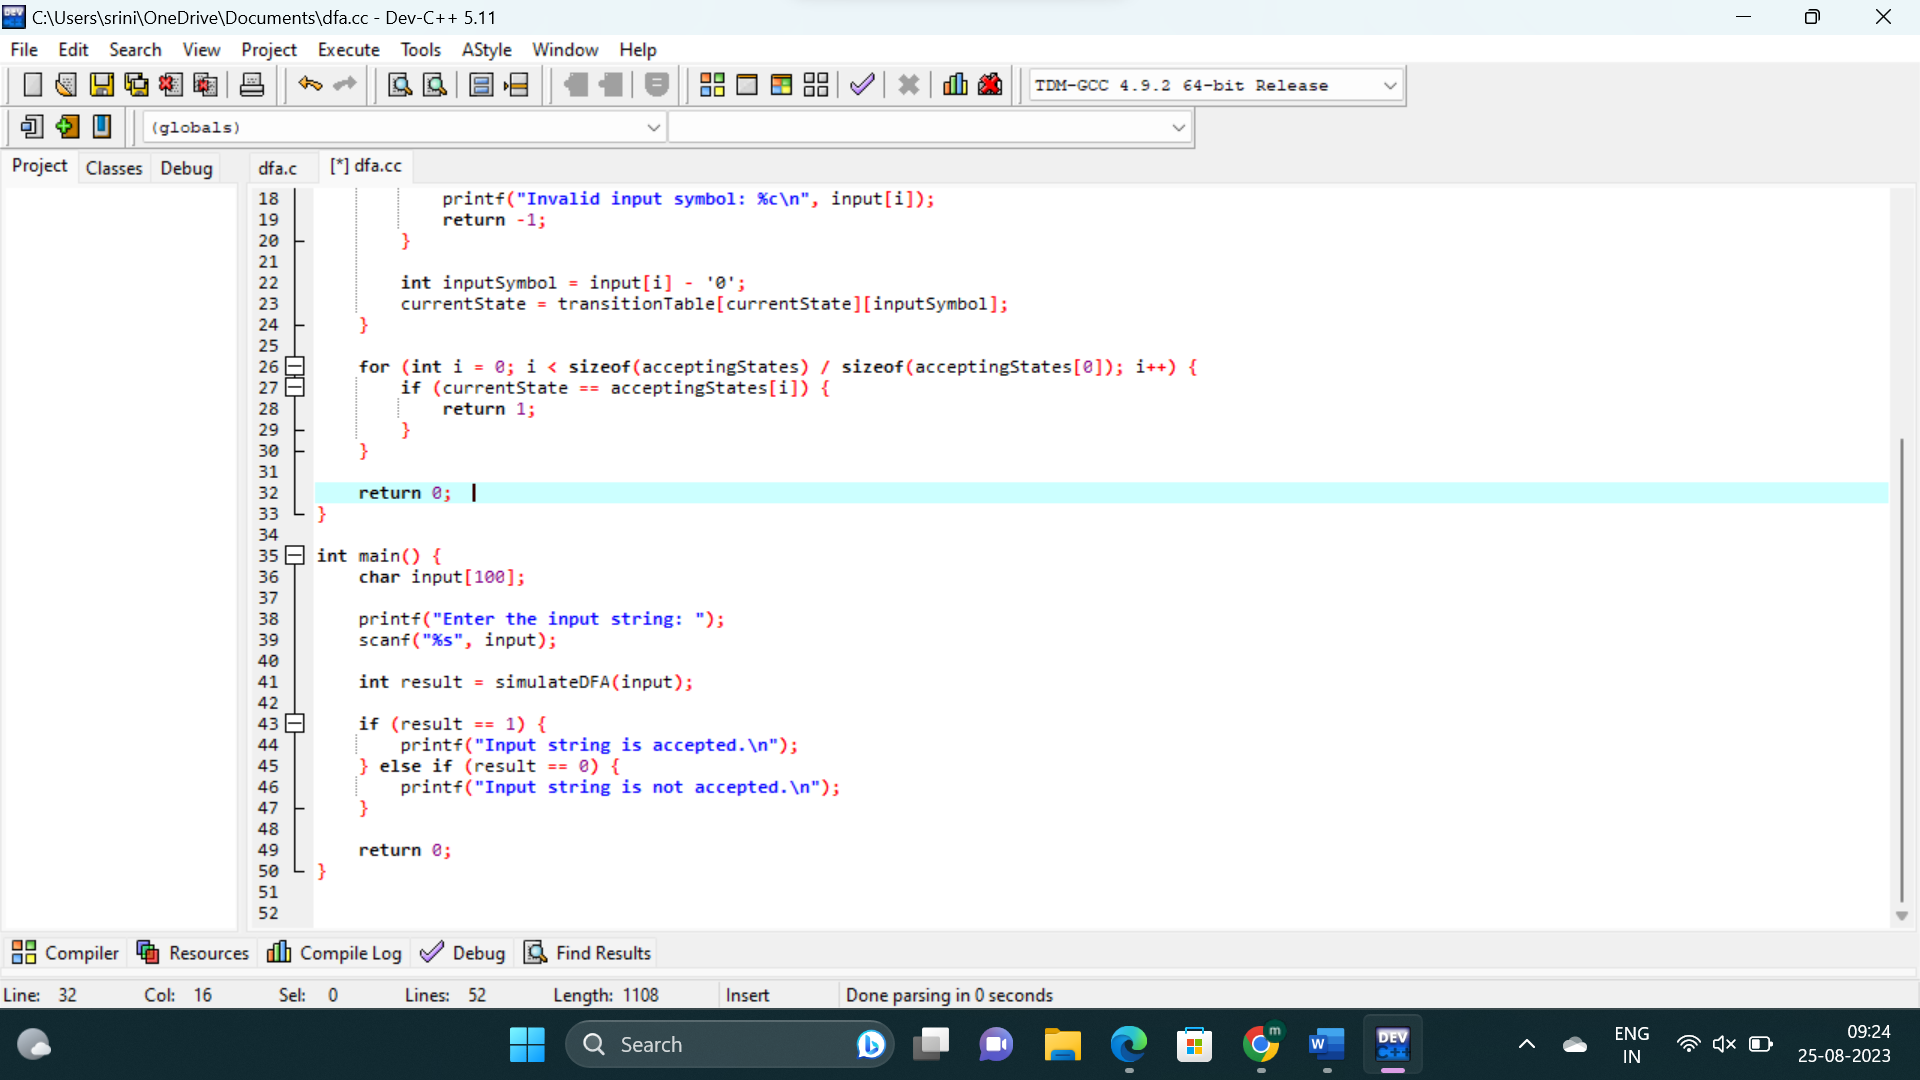 C:\Users\srini\OneDrive\Documents\dfa.cc - Dev-C++ 5.11
File Edit Search View Project Execute Tools AStyle Window Help
TDM-GCC 4.9.2 64-bit Release
(globals)
Project Classes Debug dfa.c [*] dfa.cc
18 printf("Invalid input symbol: %c\n", input[i]);
19 return -1;
20 }
21
22 int inputSymbol = input[i] - '0';
23 currentState = transitionTable[currentState][inputSymbol];
24 }
25
26 for (int i = 0; i < sizeof(acceptingStates) / sizeof(acceptingStates[0]); i++) {
27 if (currentState == acceptingStates[i]) {
28 return 1;
29 }
30 }
31
32 return 0;
33 }
34
35 int main() {
36 char input[100];
37
38 printf("Enter the input string: ");
39 scanf("%s", input);
40
41 int result = simulateDFA(input);
42
43 if (result == 1) {
44 printf("Input string is accepted.\n");
45 } else if (result == 0) {
46 printf("Input string is not accepted.\n");
47 }
48
49 return 0;
50 }
51
52
Compiler Resources Compile Log Debug Find Results
Line: 32 Col: 16 Sel: 0 Lines: 52 Length: 1108 Insert Done parsing in 0 seconds
Search
m
W
DEV C++
ENG
IN
09:24
25-08-2023